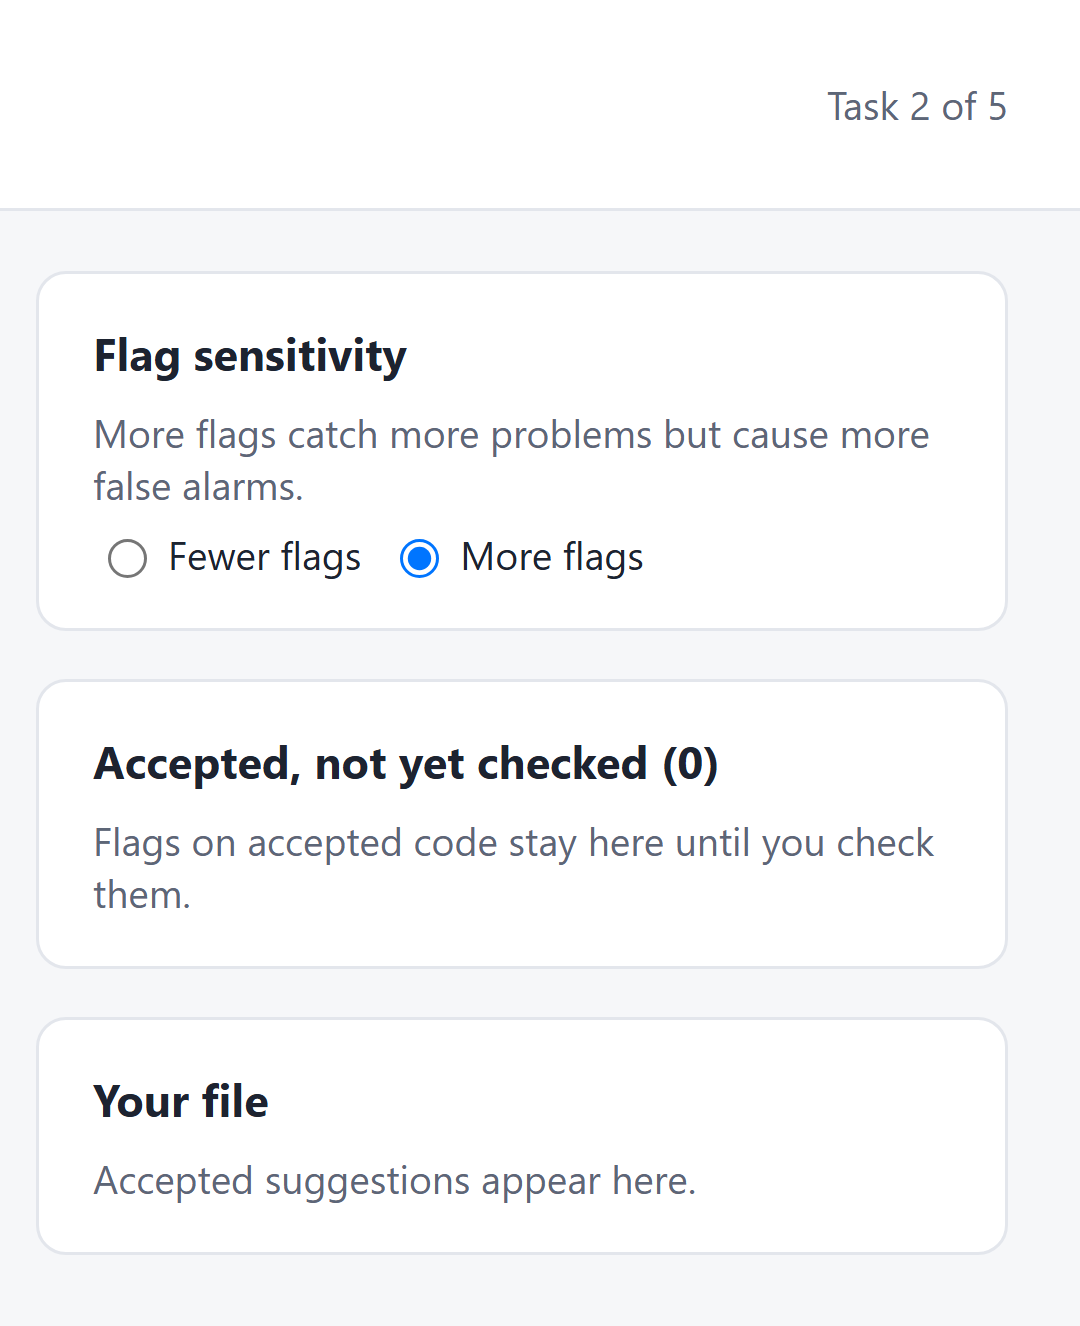 Task 2 of 5
Flag sensitivity
More flags catch more problems but cause more
false alarms.
Fewer flags More flags
Accepted, not yet checked (0)
Flags on accepted code stay here until you check
them.
Your file
Accepted suggestions appear here.